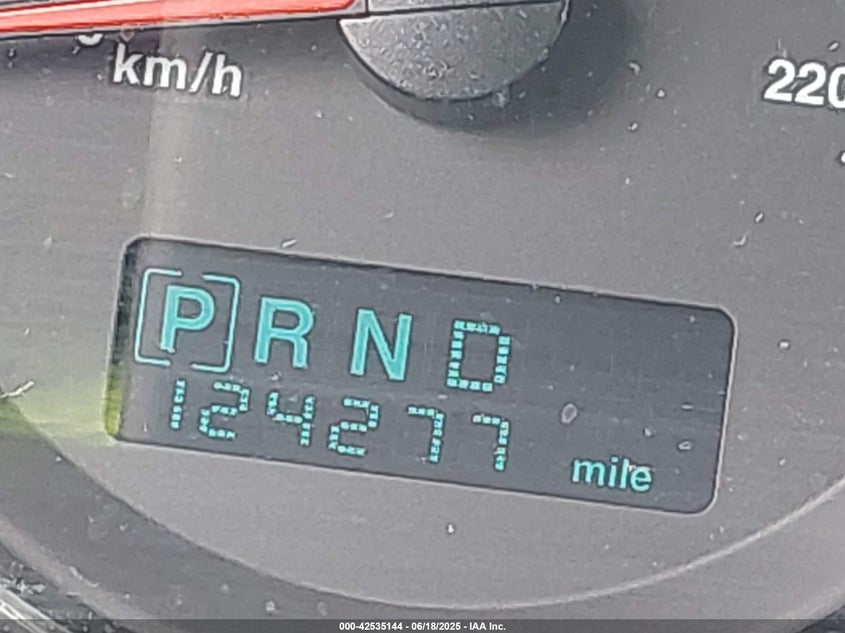 km/h
220
[P] R N D
124277 mile
000-42535144 - 06/18/2025 - IAA Inc.